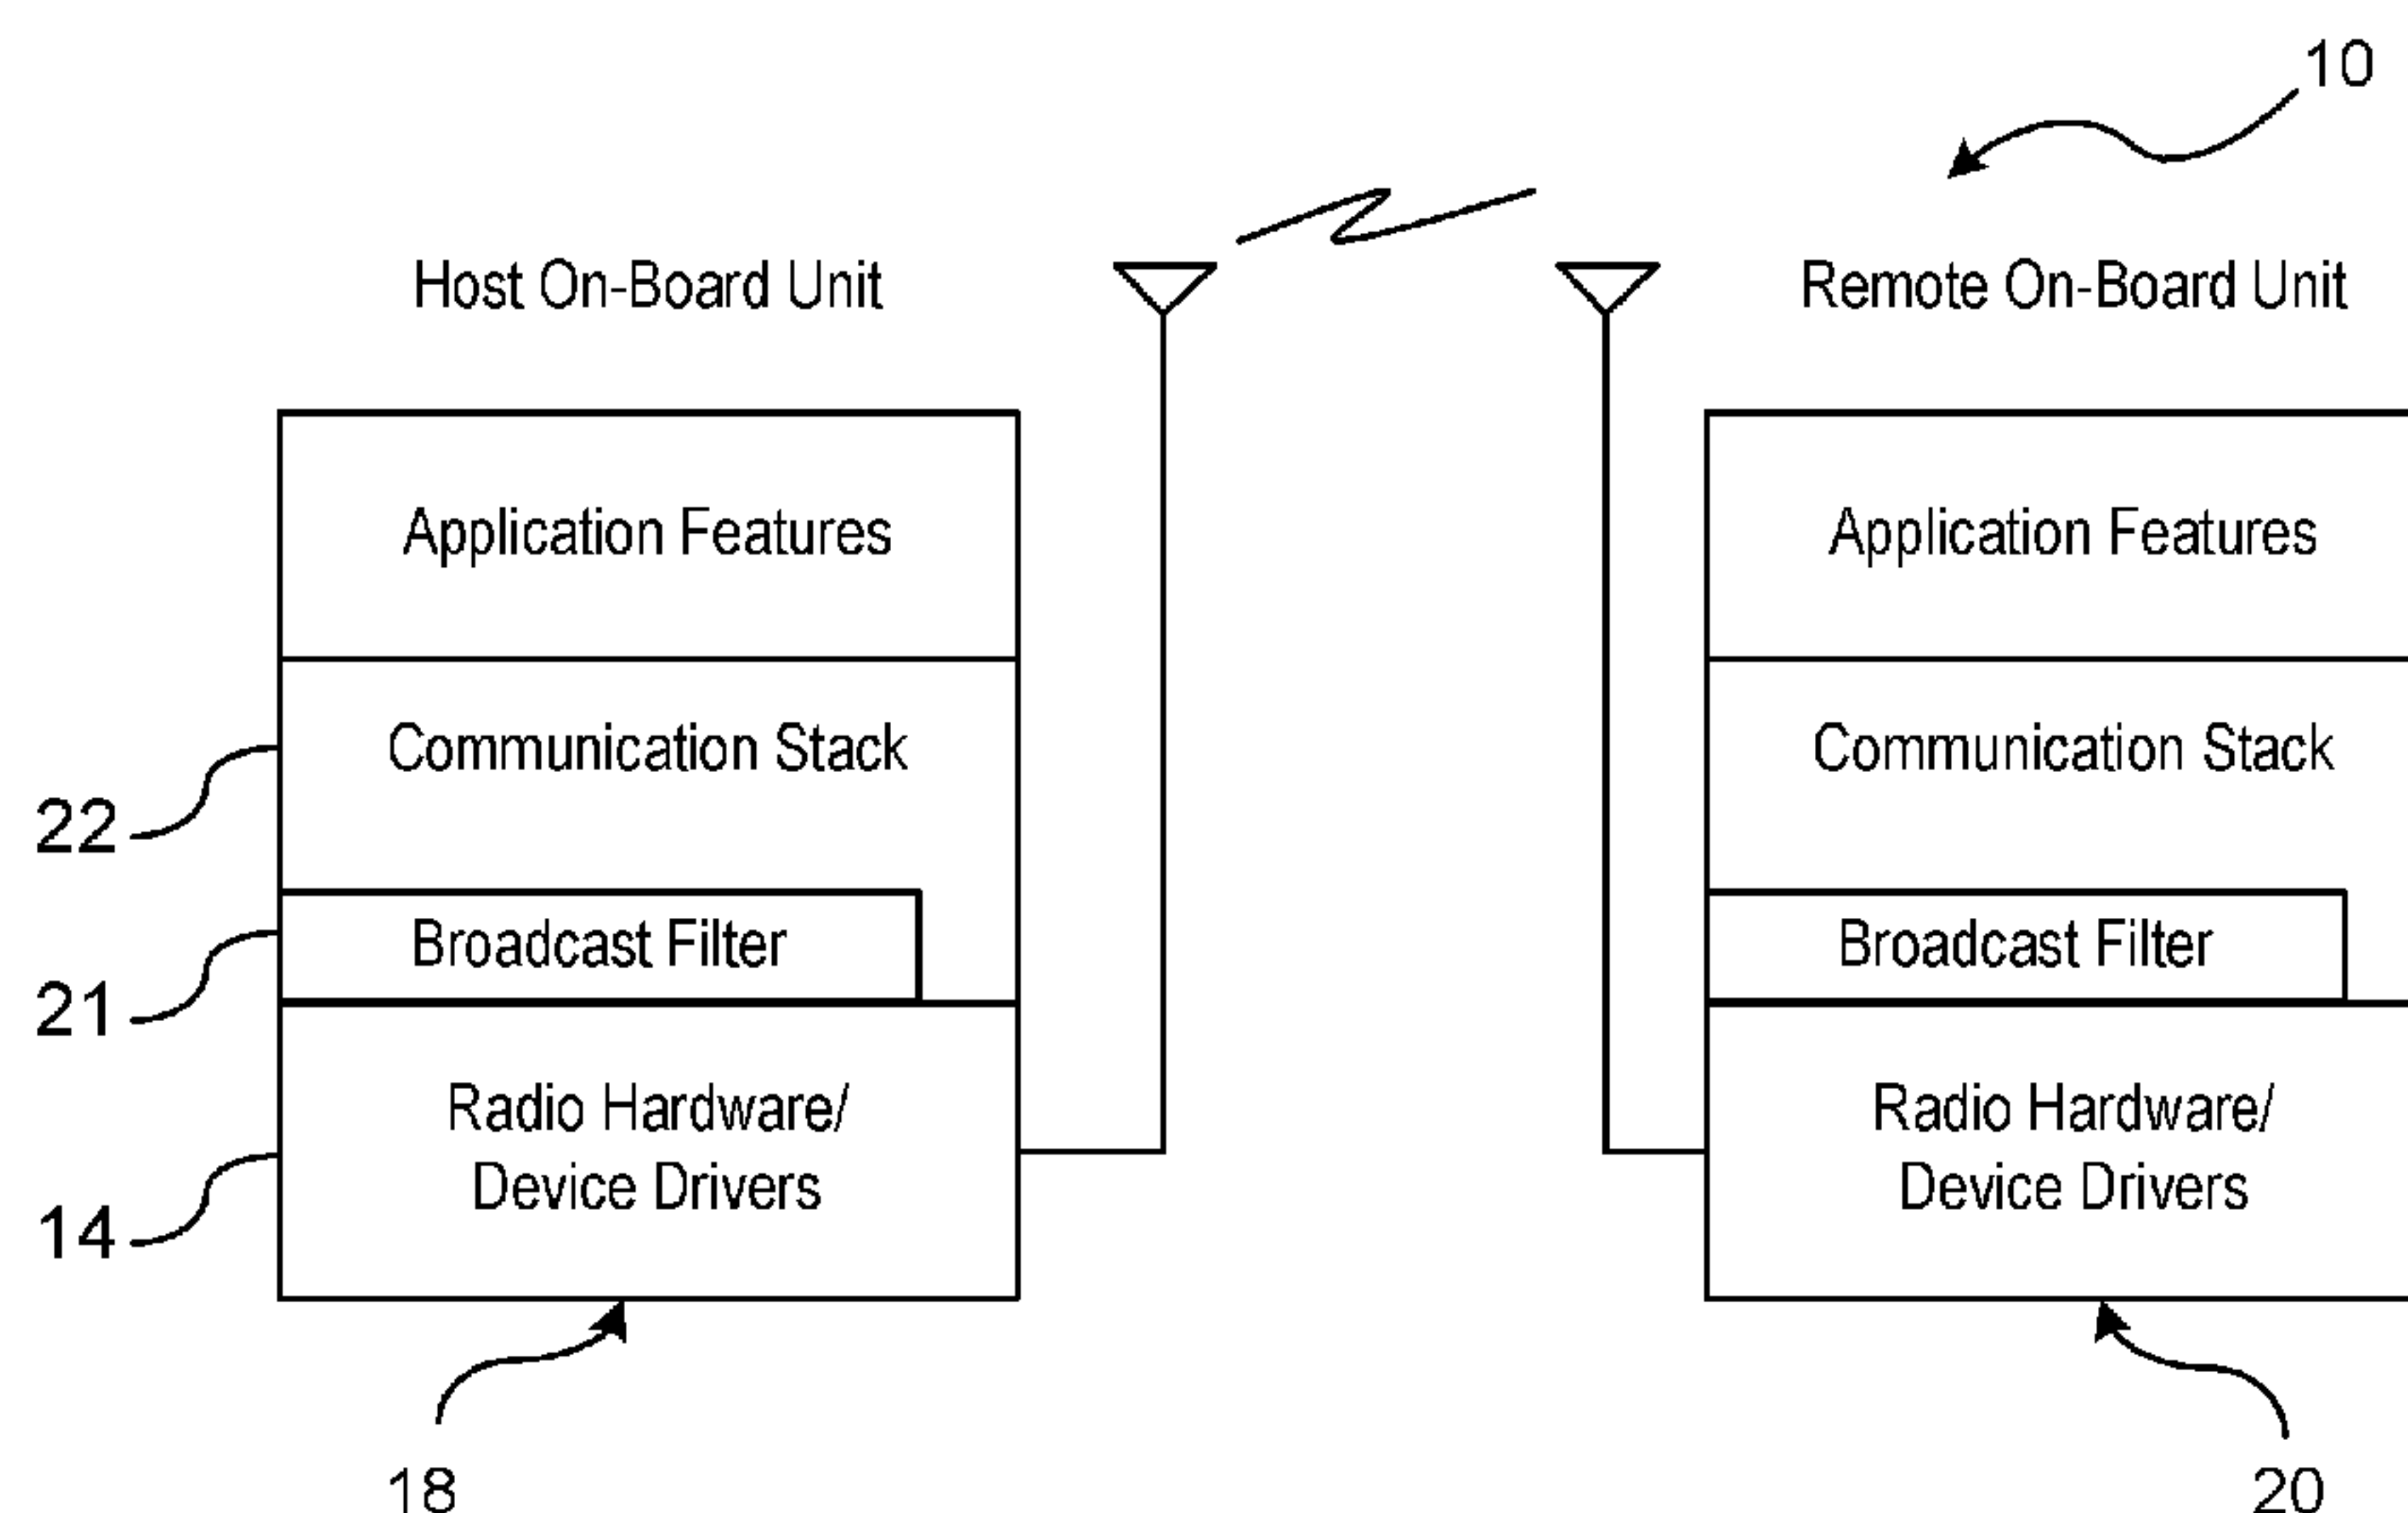 10
Host On-Board Unit
Remote On-Board Unit
Application Features
Application Features
Communication Stack
Communication Stack
22
Broadcast Filter
Broadcast Filter
21
Radio Hardware/
Device Drivers
Radio Hardware/
Device Drivers
14
18
20